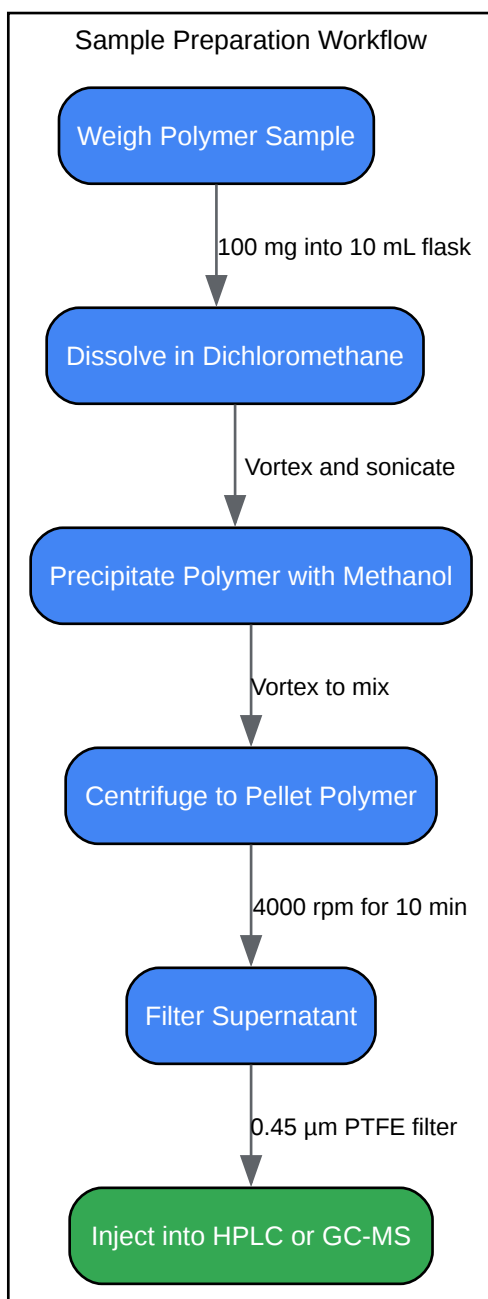 Sample Preparation Workflow
Weigh Polymer Sample
100 mg into 10 mL flask
Dissolve in Dichloromethane
Vortex and sonicate
Precipitate Polymer with Methanol
Vortex to mix
Centrifuge to Pellet Polymer
4000 rpm for 10 min
Filter Supernatant
0.45 µm PTFE filter
Inject into HPLC or GC-MS